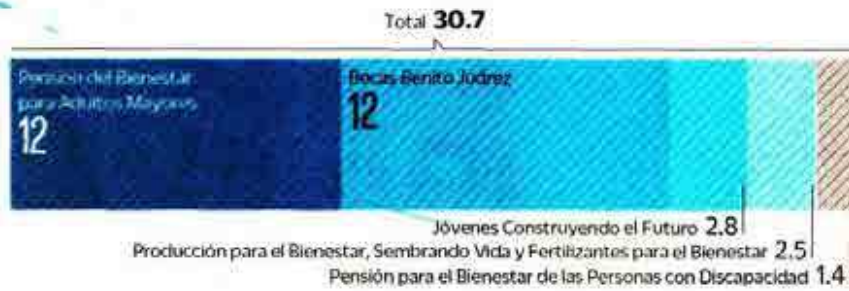 Total 30.7
Pensión del Bienestar
para Adultos Mayores
12
Becas Benito Juárez
12
Jóvenes Construyendo el Futuro 2.8
Producción para el Bienestar, Sembrando Vida y Fertilizantes para el Bienestar 2.5
Pensión para el Bienestar de las Personas con Discapacidad 1.4